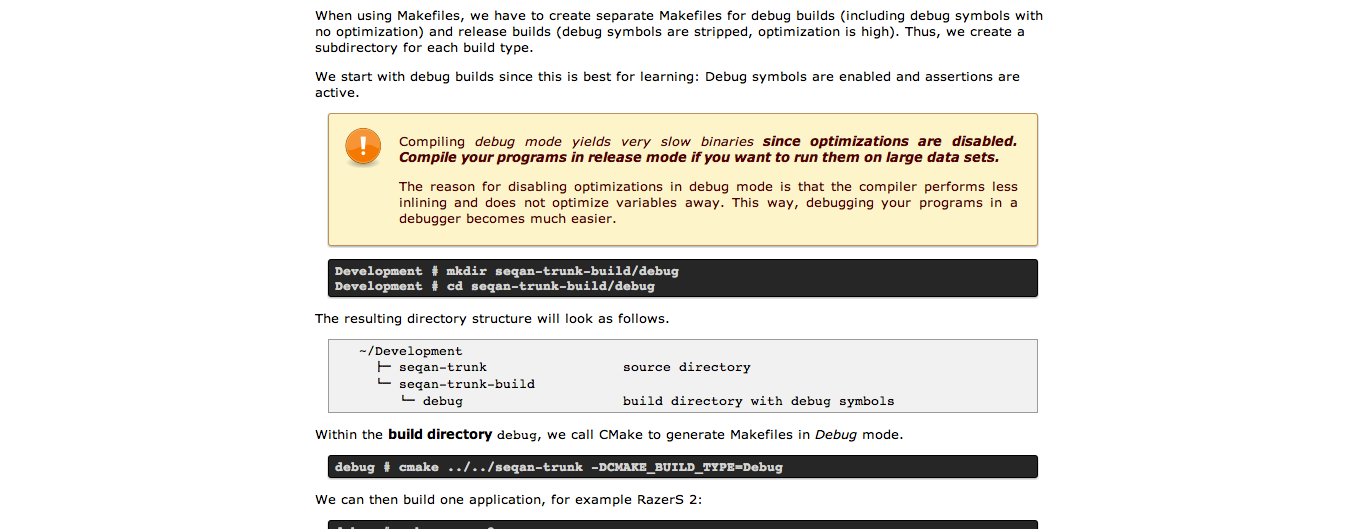 When using Makefiles, we have to create separate Makefiles for debug builds (including debug symbols with
no optimization) and release builds (debug symbols are stripped, optimization is high). Thus, we create a
subdirectory for each build type.
We start with debug builds since this is best for learning: Debug symbols are enabled and assertions are
active.
Compiling debug mode yields very slow binaries since optimizations are disabled.
Compile your programs in release mode if you want to run them on large data sets.
The reason for disabling optimizations in debug mode is that the compiler performs less
inlining and does not optimize variables away. This way, debugging your programs in a
debugger becomes much easier.
Development # mkdir seqan-trunk-build/debug
Development # cd seqan-trunk-build/debug
The resulting directory structure will look as follows.
~/Development
├─ seqan-trunk source directory
└─ seqan-trunk-build
└─ debug build directory with debug symbols
Within the build directory debug, we call CMake to generate Makefiles in Debug mode.
debug # cmake ../../seqan-trunk -DCMAKE_BUILD_TYPE=Debug
We can then build one application, for example RazerS 2: